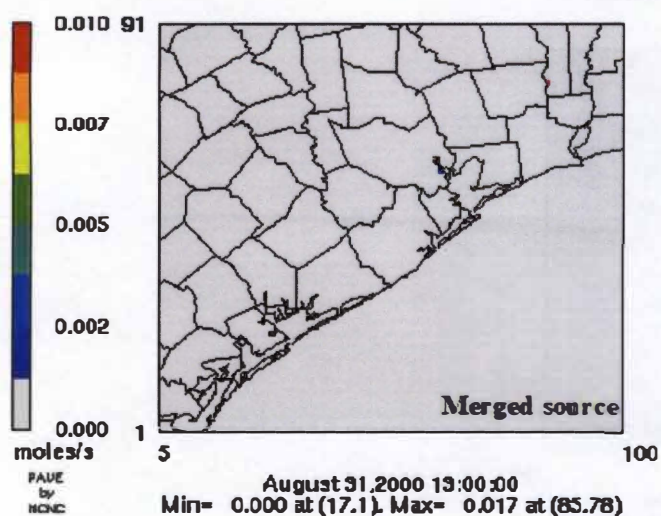 0.010
0.007
0.005
0.002
0.000
moles/s
PAVE
by
MCNC
91
1
5
100
Merged source
August 31,2000 13:00:00
Min= 0.000 at (17,1), Max= 0.017 at (85,78)